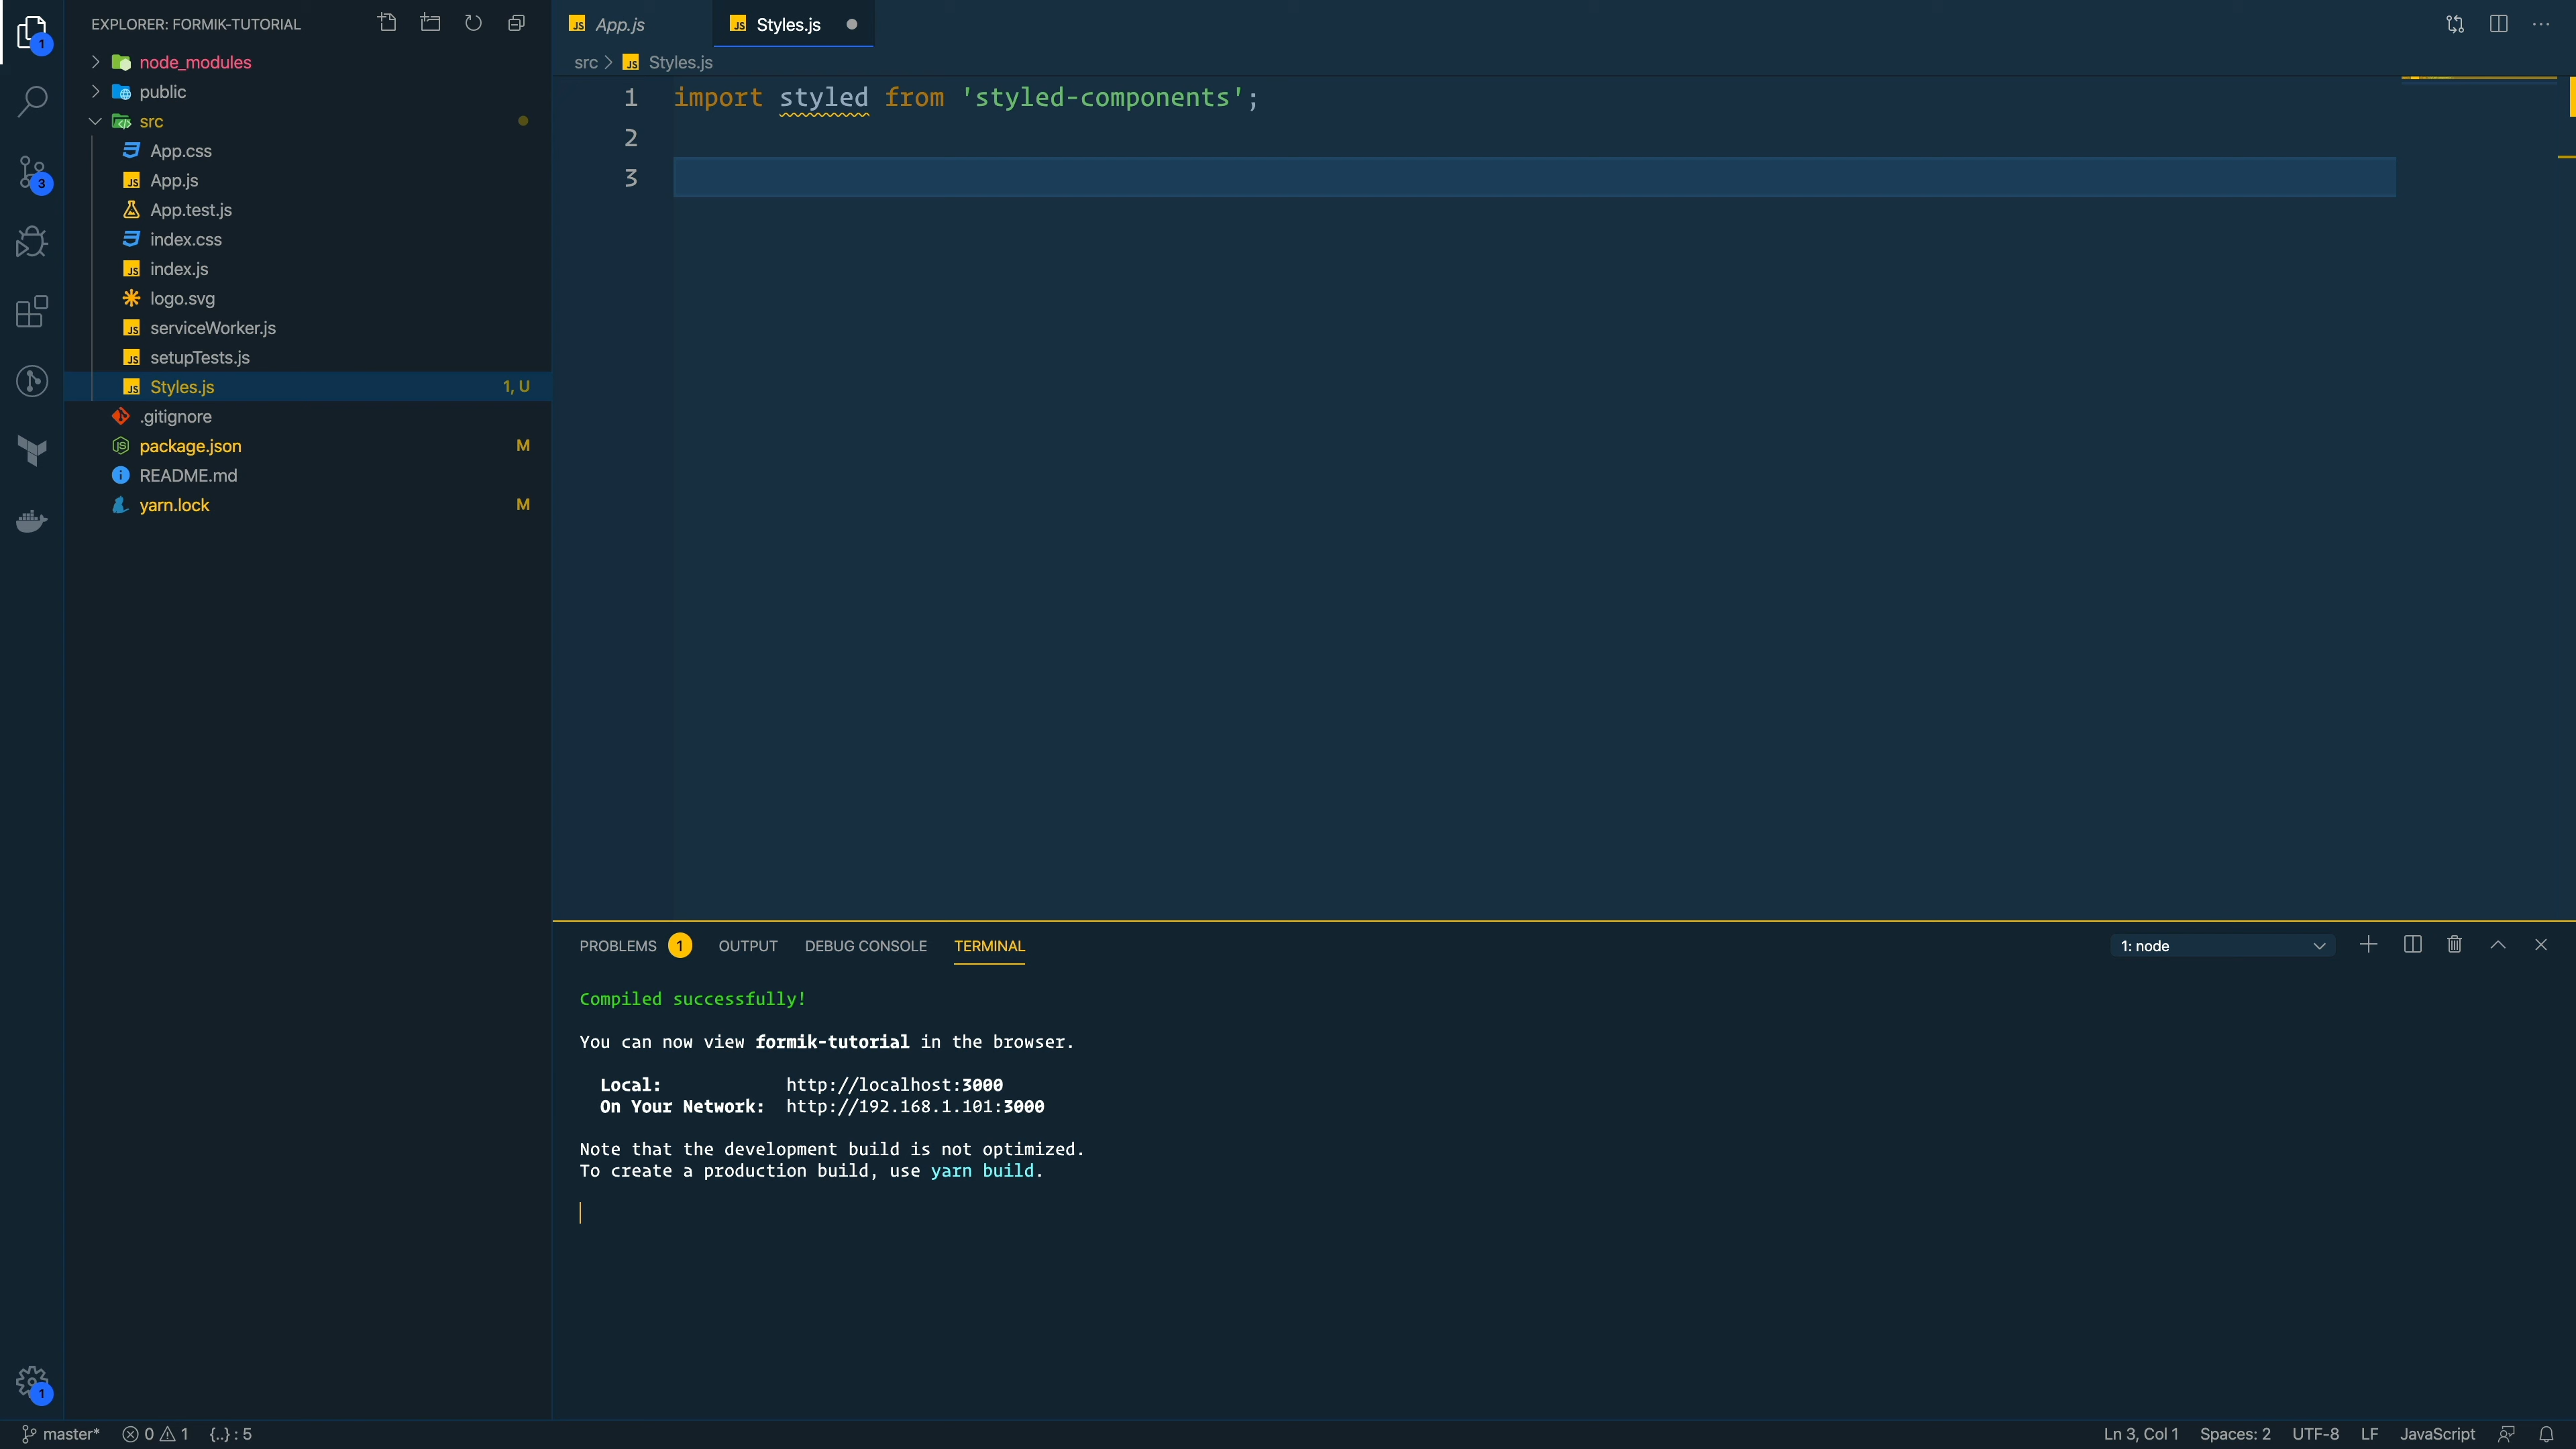 EXPLORER: FORMIK-TUTORIAL
node_modules
public
src
App.css
App.js
App.test.js
index.css
index.js
logo.svg
serviceWorker.js
setupTests.js
Styles.js 1, U
.gitignore
package.json M
README.md
yarn.lock M
App.js Styles.js
src > Styles.js
1 import styled from 'styled-components';
2
3
PROBLEMS 1 OUTPUT DEBUG CONSOLE TERMINAL 1: node
Compiled successfully!
You can now view formik-tutorial in the browser.
Local: http://localhost:3000
On Your Network: http://192.168.1.101:3000
Note that the development build is not optimized.
To create a production build, use yarn build.
1
3
1
master* 0 1 {..} : 5 Ln 3, Col 1 Spaces: 2 UTF-8 LF JavaScript